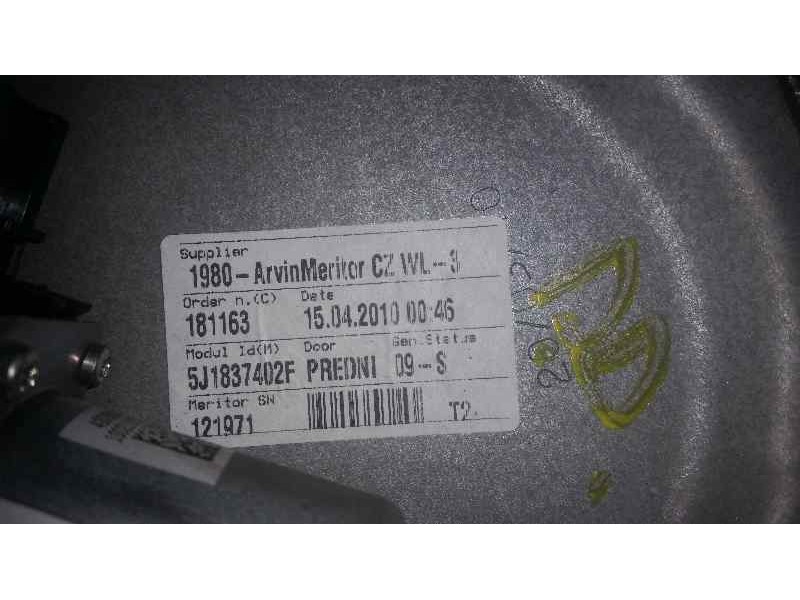 Supplier
1980-ArvinMeritor CZ WL-3
Order n.(C) Date
181163 15.04.2010 00:46
Modul Id(M) Door Gen.Status
5J1837402F PREDNI 09-S
Meritor SN
121971 T2